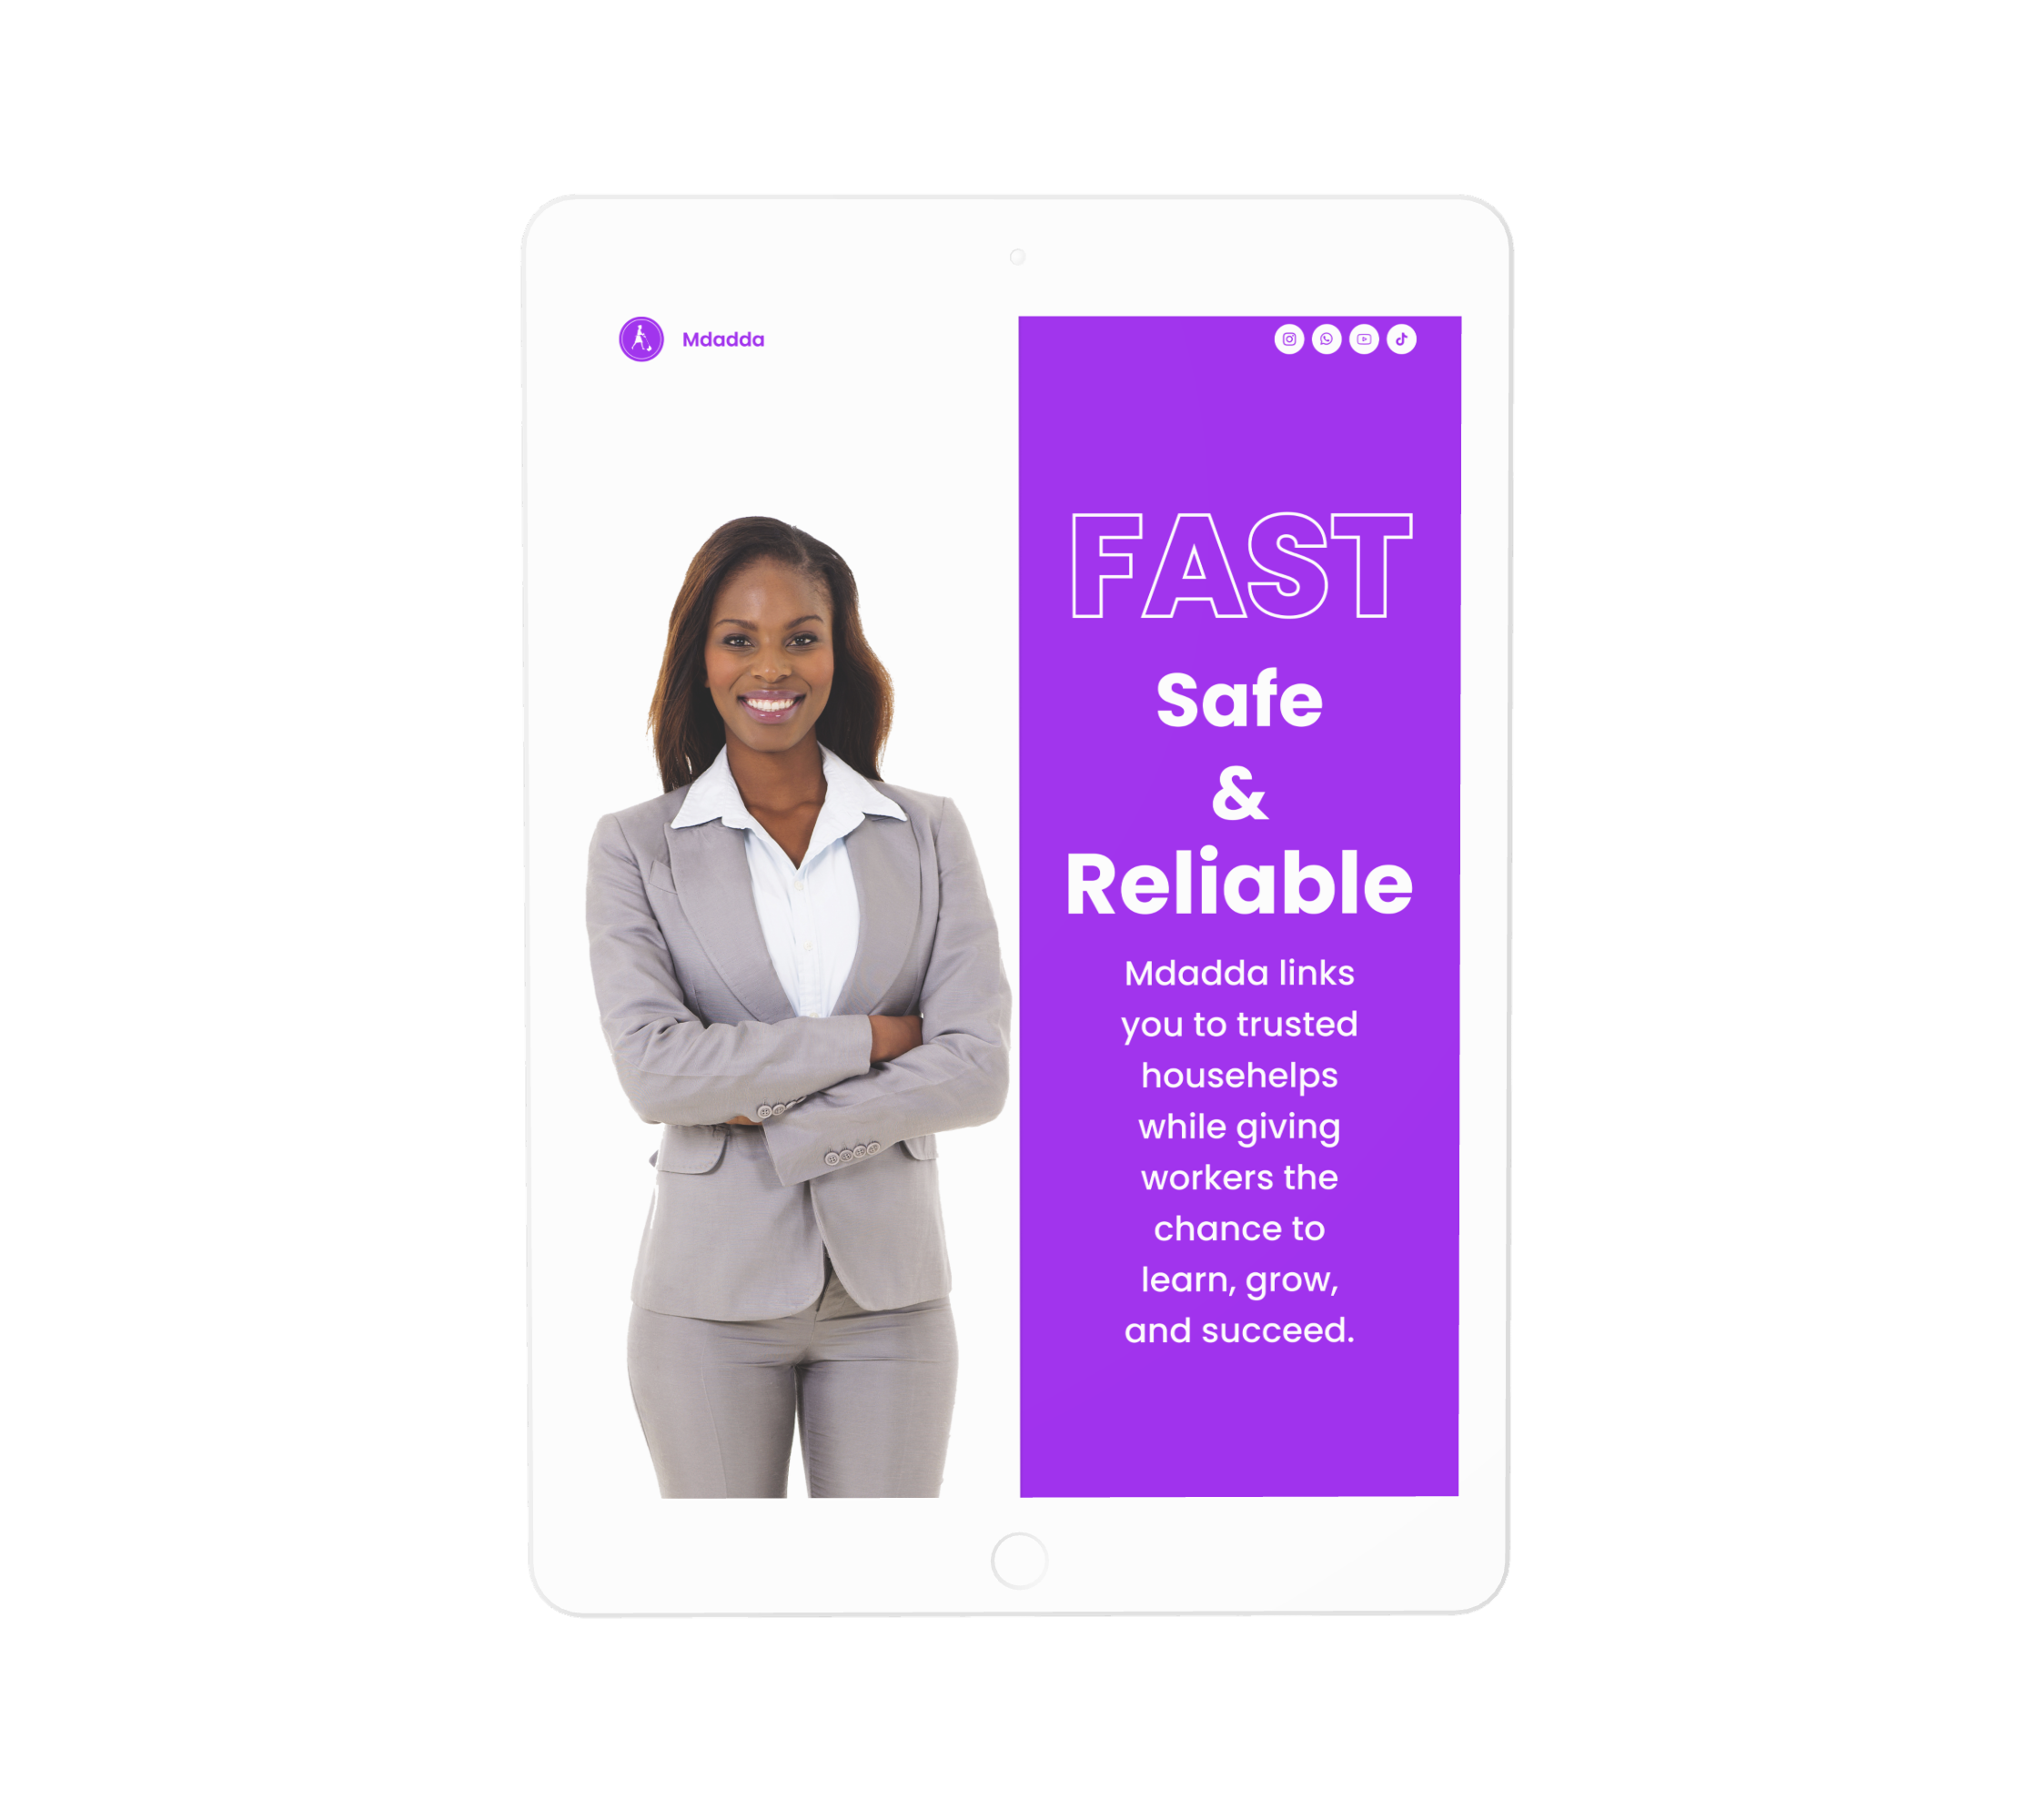 Mdadda
FAST
Safe
&
Reliable
Mdadda links
you to trusted
househelps
while giving
workers the
chance to
learn, grow,
and succeed.